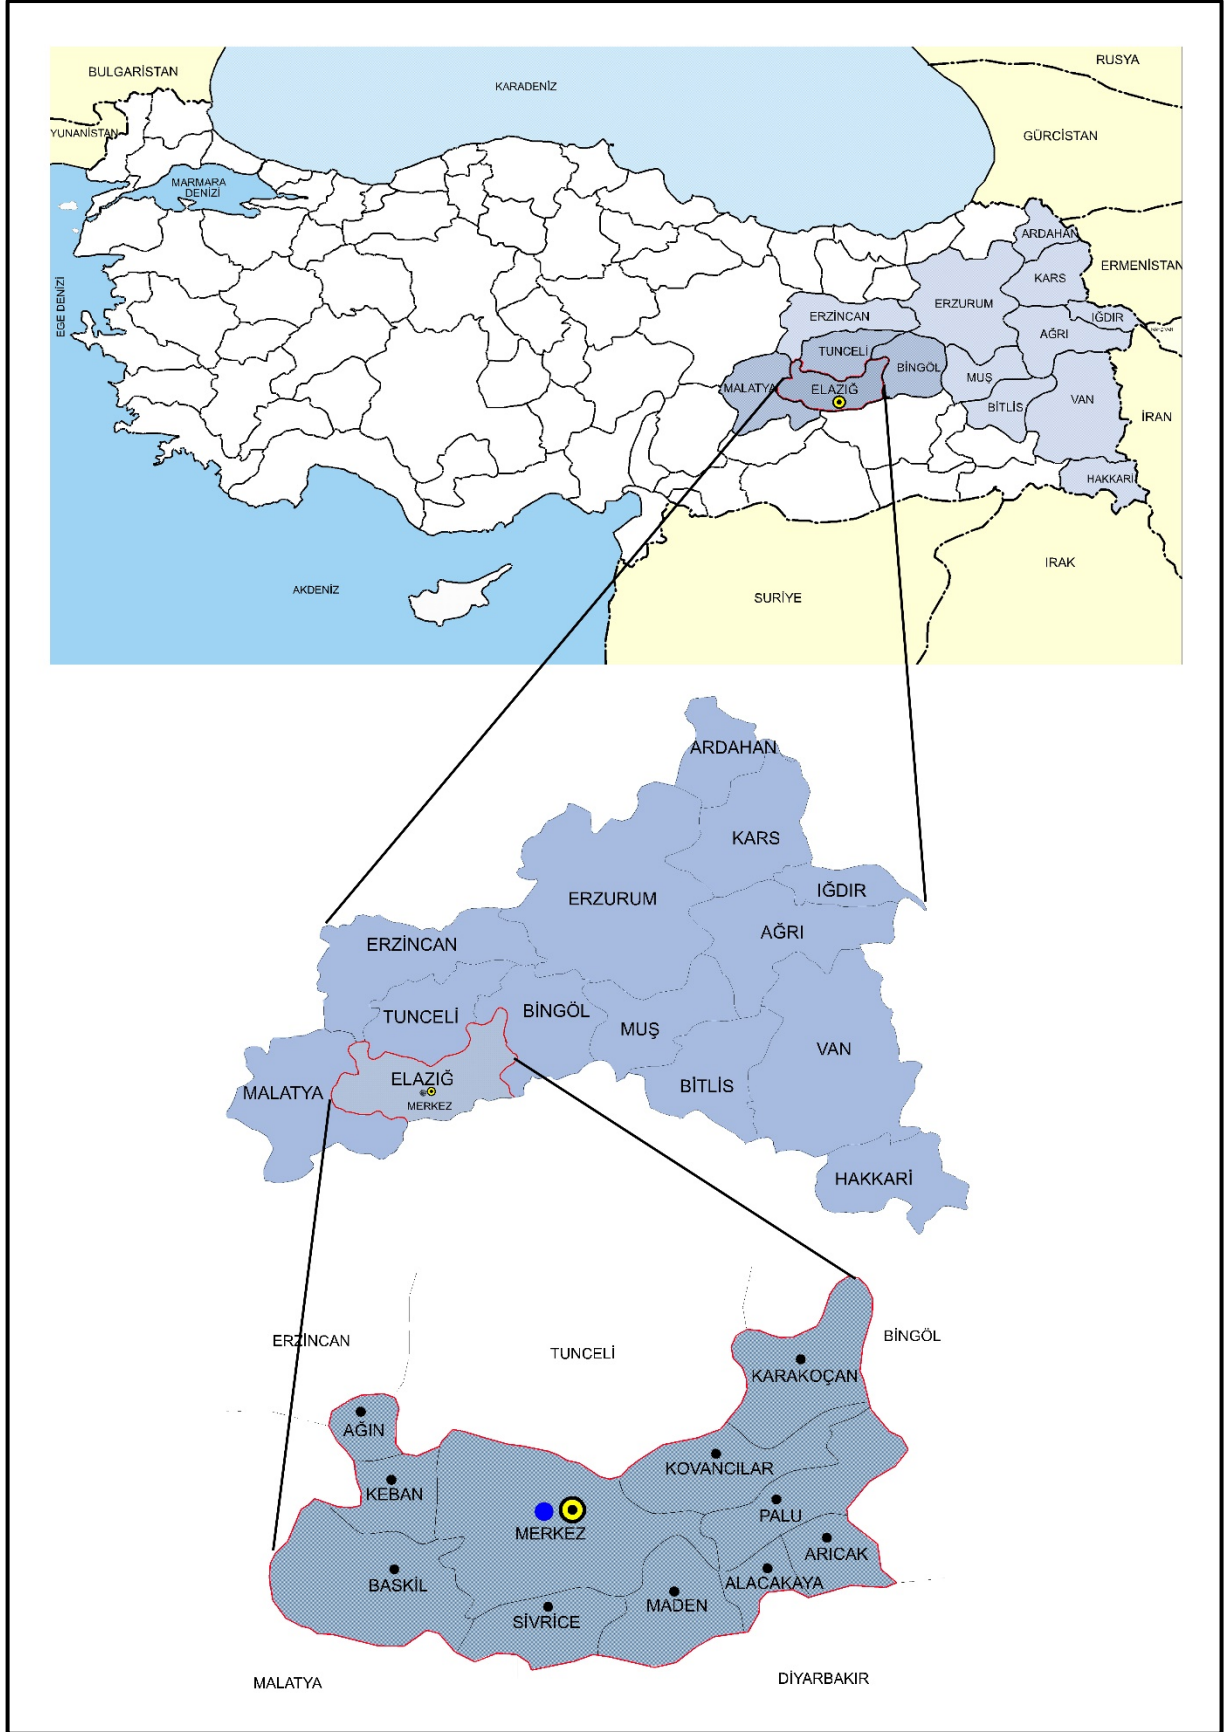 BULGARİSTAN
KARADENİZ
RUSYA
YUNANİSTAN
GÜRCİSTAN
MARMARA
DENİZİ
EGE DENİZİ
ARDAHAN
ERMENİSTAN
KARS
ERZURUM
ERZİNCAN
IĞDIR
AĞRI
TUNCELİ
BİNGÖL
MUŞ
MALATYA
ELAZIĞ
BİTLİS
VAN
İRAN
HAKKARİ
IRAK
AKDENİZ
SURİYE
ARDAHAN
KARS
IĞDIR
ERZURUM
AĞRI
ERZİNCAN
BİNGÖL
TUNCELİ
MUŞ
VAN
ELAZIĞ
BİTLİS
MALATYA
MERKEZ
HAKKARİ
ERZİNCAN
BİNGÖL
TUNCELİ
KARAKOÇAN
AĞIN
KOVANCILAR
KEBAN
PALU
MERKEZ
ARICAK
BASKİL
ALACAKAYA
MADEN
SİVRİCE
DİYARBAKIR
MALATYA